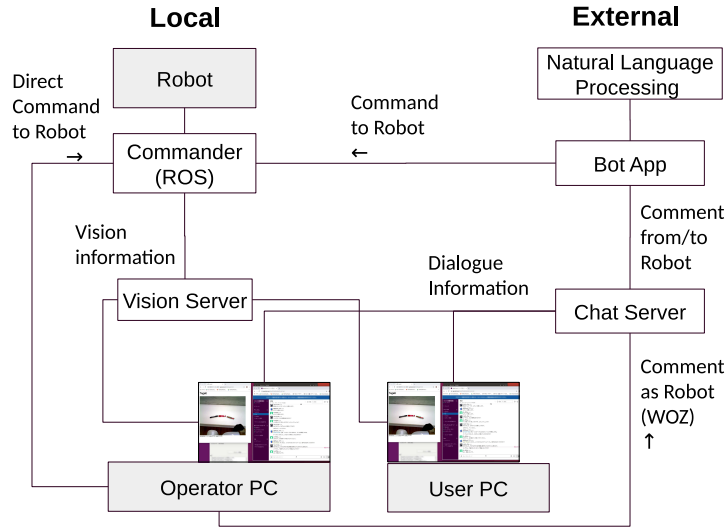 Local
External
Robot
Natural Language
Processing
Direct
Command
to Robot
→
Command
to Robot
←
Commander
(ROS)
Bot App
Vision
information
Comment
from/to
Robot
Dialogue
Information
Vision Server
Chat Server
Comment
as Robot
(WOZ)
↑
Operator PC
User PC